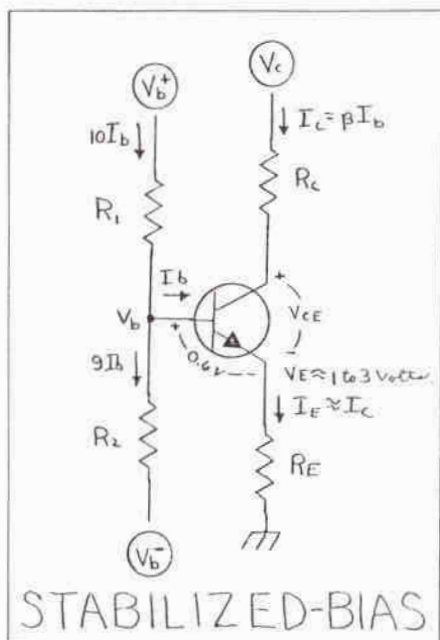 Vb+
Vc
10Ib
Ic=βIb
R1
Rc
Ib
+
Vb
+
VCE
0.6V
-
-
9Ib
VE≈1 to 3 Volts
IE≈Ic
R2
RE
Vb-
STABILIZED-BIAS